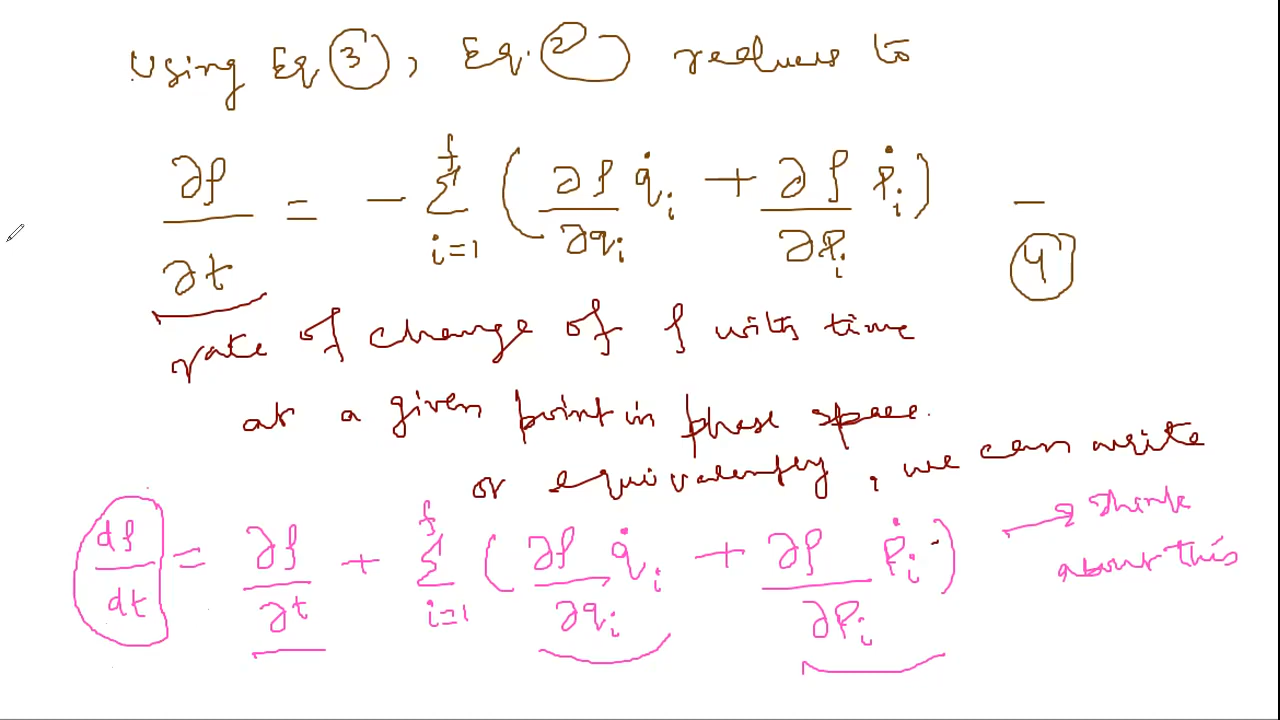 Using Eq. 3, Eq. 2 reduces to
∂ρ/∂t = - Σ_{i=1}^{f} ( ∂ρ/∂q_i q̇_i + ∂ρ/∂p_i ṗ_i ) — 4
rate of change of ρ with time
at a given point in phase space.
or equivalently, we can write
dρ/dt = ∂ρ/∂t + Σ_{i=1}^{f} ( ∂ρ/∂q_i q̇_i + ∂ρ/∂p_i ṗ_i ) → think
about this